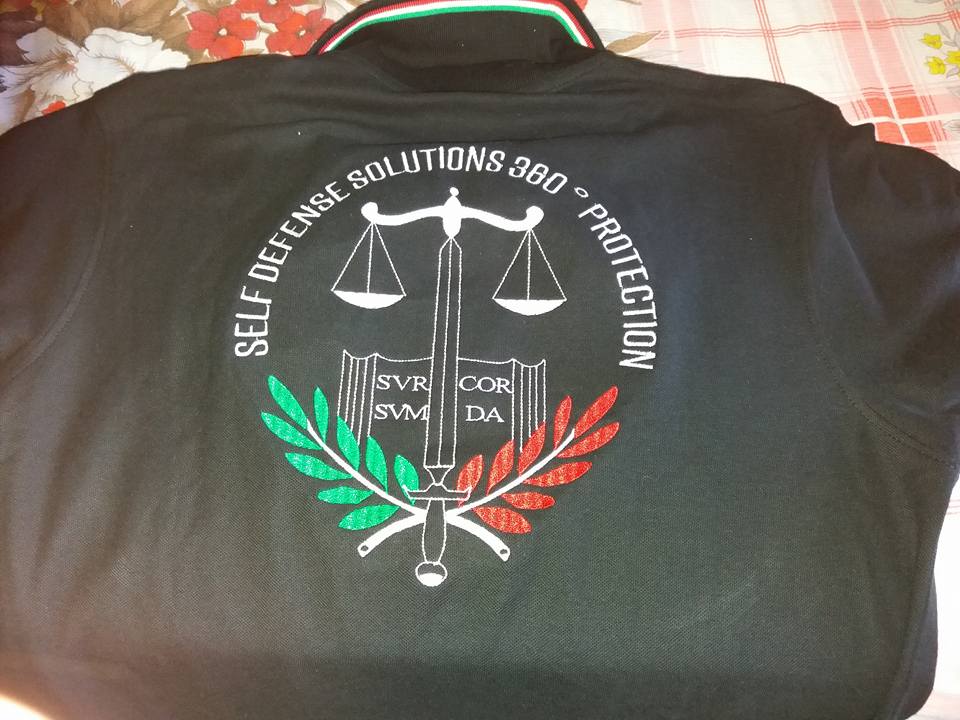 SELF DEFENSE SOLUTIONS 360° PROTECTION
SVR COR
SVM DA